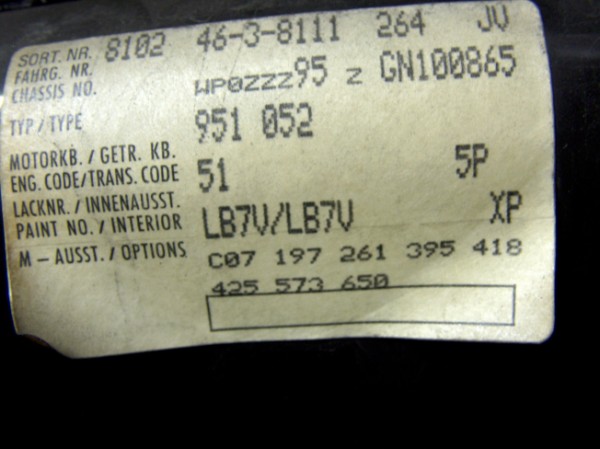 SORT. NR. 8102 46-3-8111 264 JV
FAHRG. NR.
CHASSIS NO. WP0ZZZ95 Z GN100865
TYP / TYPE 951 052
MOTORKB. / GETR. KB.
ENG. CODE/TRANS. CODE 51 5P
LACKNR. / INNENAUSST.
PAINT NO. / INTERIOR LB7V/LB7V XP
M – AUSST. / OPTIONS C07 197 261 395 418
425 573 650